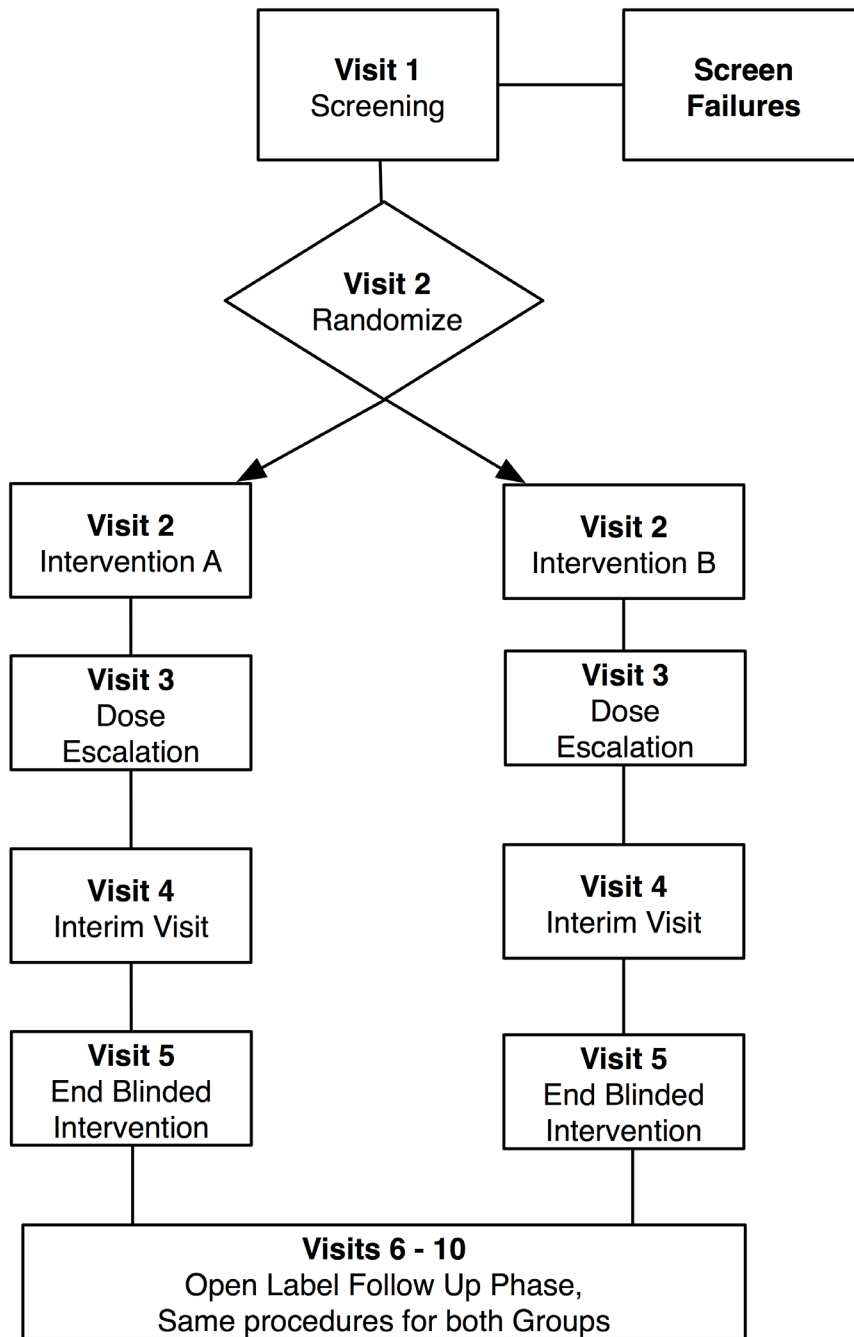 Visit 1
Screening
Screen
Failures
Visit 2
Randomize
Visit 2
Intervention A
Visit 2
Intervention B
Visit 3
Dose
Escalation
Visit 3
Dose
Escalation
Visit 4
Interim Visit
Visit 4
Interim Visit
Visit 5
End Blinded
Intervention
Visit 5
End Blinded
Intervention
Visits 6 - 10
Open Label Follow Up Phase,
Same procedures for both Groups